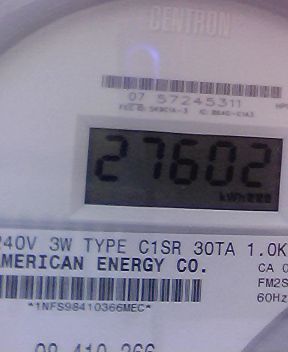 CENTRON
07 57245311
27602
kWh
240V 3W TYPE C1SR 30TA 1.0K
AMERICAN ENERGY CO.
CA 0
FM2S
60Hz
*1NFS98410366MEC*